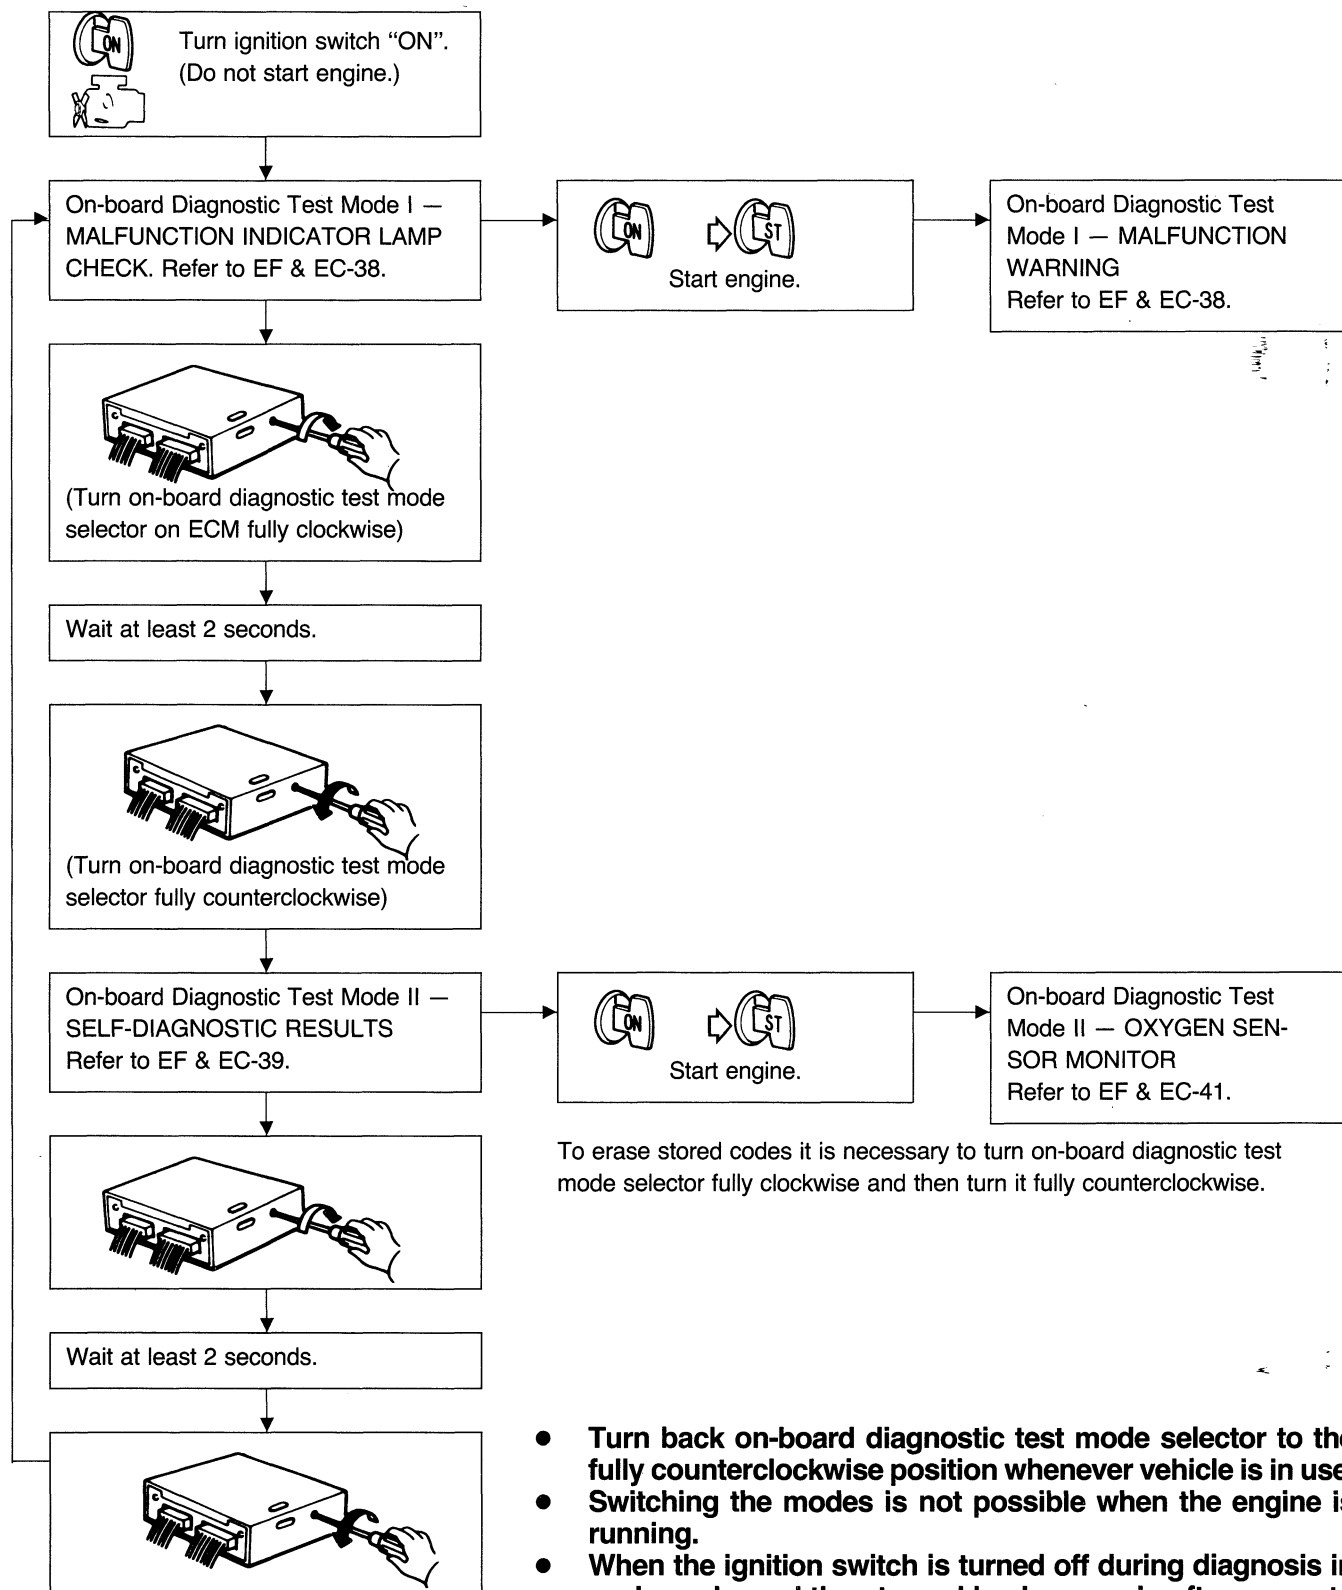 ON
Turn ignition switch “ON”.
(Do not start engine.)
On-board Diagnostic Test Mode I —
MALFUNCTION INDICATOR LAMP
CHECK. Refer to EF & EC-38.
ON
ST
Start engine.
On-board Diagnostic Test
Mode I — MALFUNCTION
WARNING
Refer to EF & EC-38.
(Turn on-board diagnostic test mode
selector on ECM fully clockwise)
Wait at least 2 seconds.
(Turn on-board diagnostic test mode
selector fully counterclockwise)
On-board Diagnostic Test Mode II —
SELF-DIAGNOSTIC RESULTS
Refer to EF & EC-39.
ON
ST
Start engine.
On-board Diagnostic Test
Mode II — OXYGEN SEN-
SOR MONITOR
Refer to EF & EC-41.
To erase stored codes it is necessary to turn on-board diagnostic test
mode selector fully clockwise and then turn it fully counterclockwise.
Wait at least 2 seconds.
● Turn back on-board diagnostic test mode selector to the
fully counterclockwise position whenever vehicle is in use
● Switching the modes is not possible when the engine is
running.
● When the ignition switch is turned off during diagnosis in